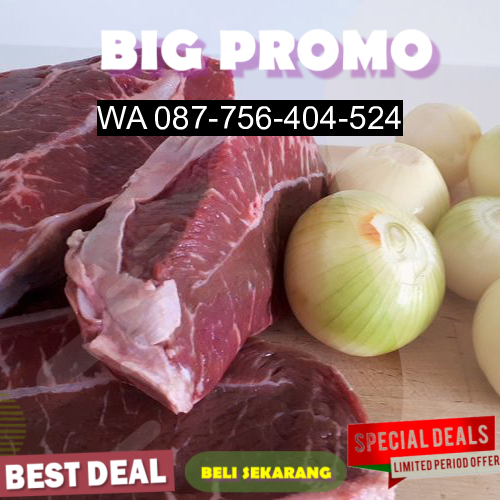 BIG PROMO
WA 087-756-404-524
SPECIAL DEALS
LIMITED PERIOD OFFER
BEST DEAL
BELI SEKARANG